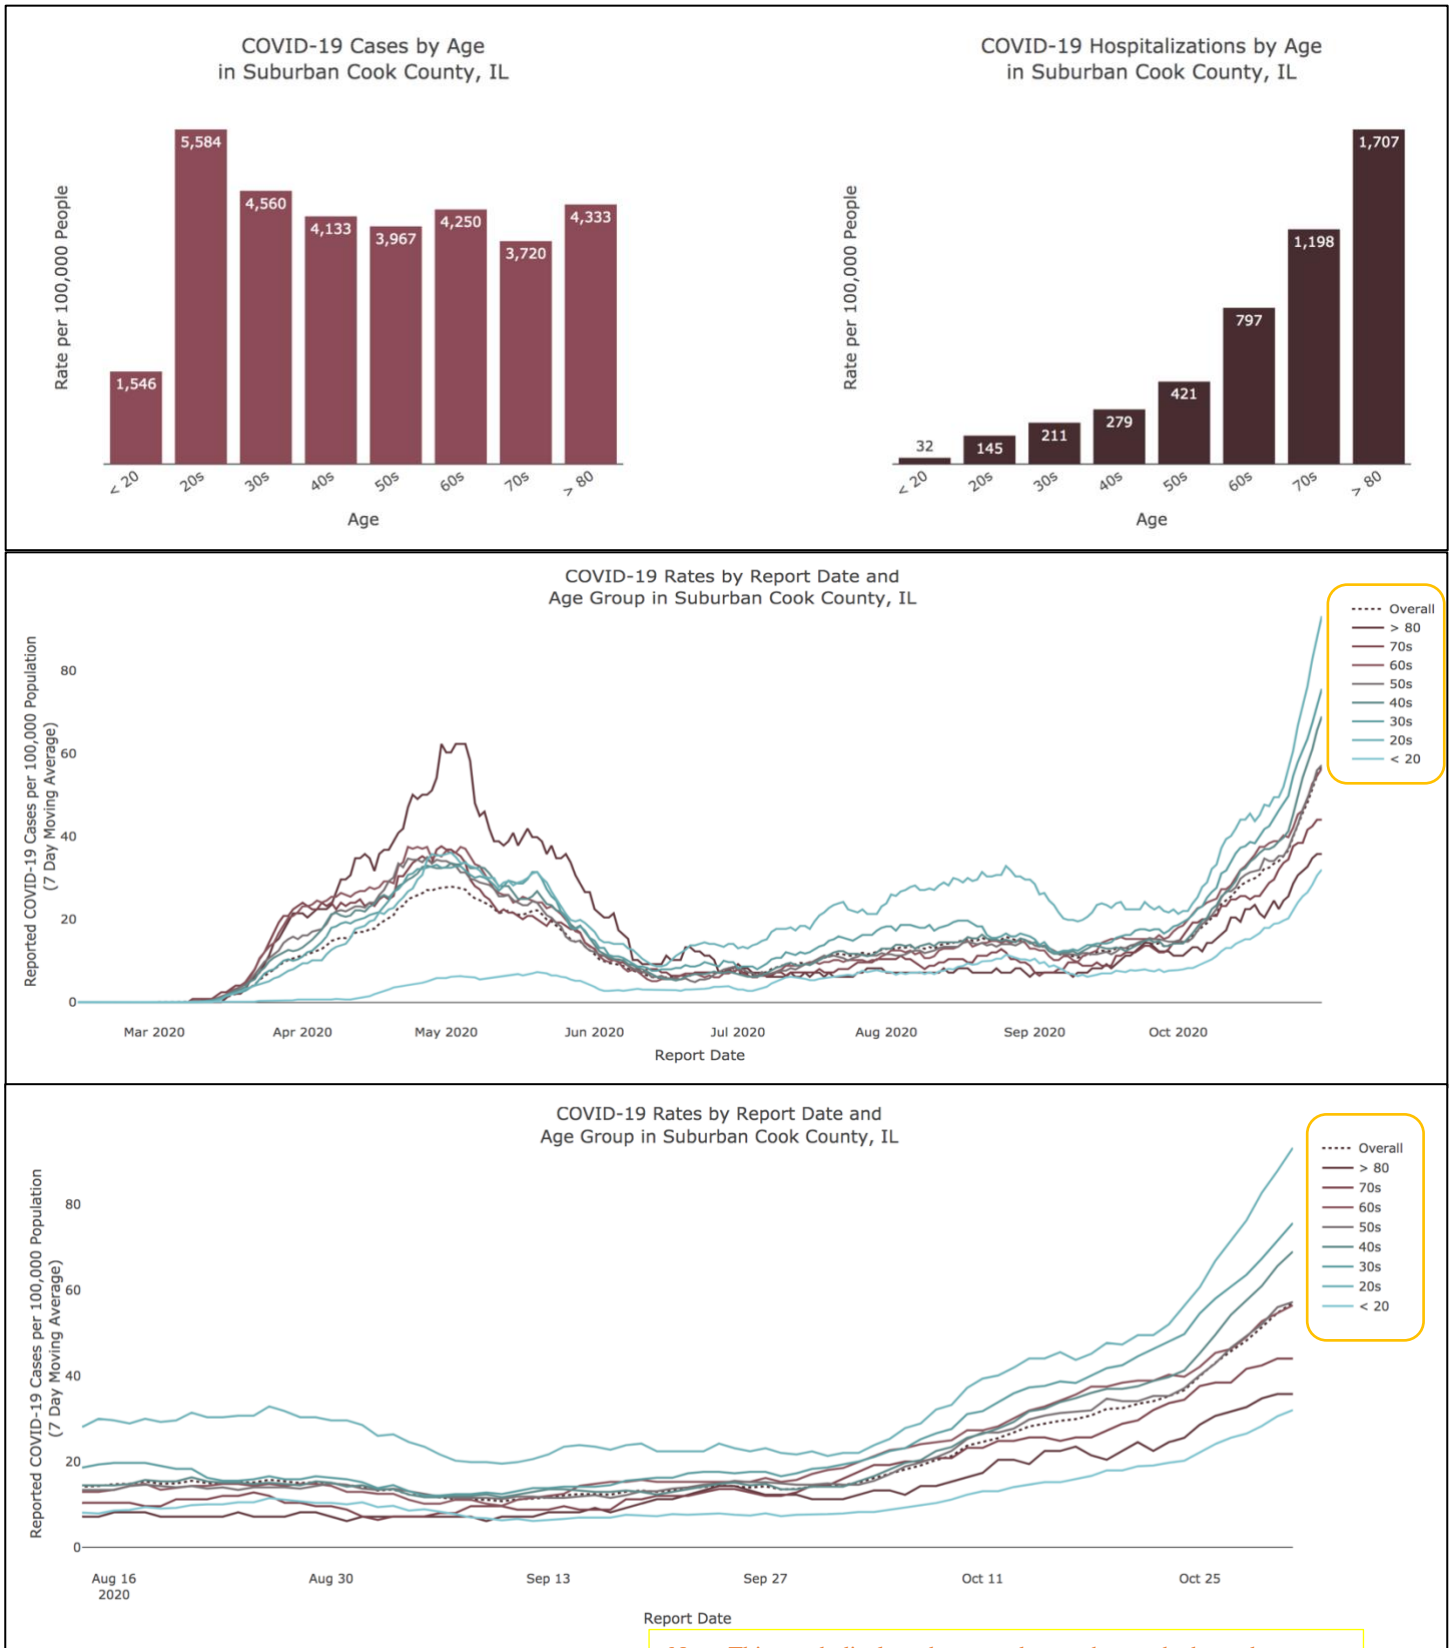 COVID-19 Cases by Age
in Suburban Cook County, IL
Rate per 100,000 People
5,584
4,560
4,133
3,967
4,250
3,720
4,333
1,546
< 20
20s
30s
40s
50s
60s
70s
> 80
Age
COVID-19 Hospitalizations by Age
in Suburban Cook County, IL
Rate per 100,000 People
32
145
211
279
421
797
1,198
1,707
< 20
20s
30s
40s
50s
60s
70s
> 80
Age
COVID-19 Rates by Report Date and
Age Group in Suburban Cook County, IL
Reported COVID-19 Cases per 100,000 Population
(7 Day Moving Average)
80
60
40
20
0
Mar 2020
Apr 2020
May 2020
Jun 2020
Jul 2020
Aug 2020
Sep 2020
Oct 2020
Report Date
Overall
> 80
70s
60s
50s
40s
30s
20s
< 20
COVID-19 Rates by Report Date and
Age Group in Suburban Cook County, IL
Reported COVID-19 Cases per 100,000 Population
(7 Day Moving Average)
80
60
40
20
0
Aug 16
2020
Aug 30
Sep 13
Sep 27
Oct 11
Oct 25
Report Date
Overall
> 80
70s
60s
50s
40s
30s
20s
< 20